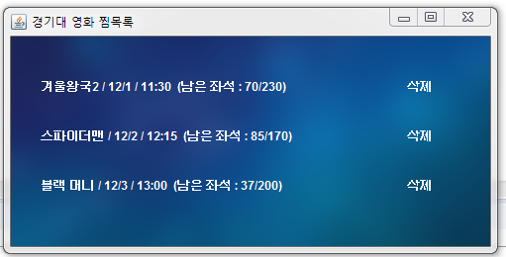 경기대 영화 찜목록
겨울왕국2 / 12/1 / 11:30 (남은 좌석 : 70/230) 삭제
스파이더맨 / 12/2 / 12:15 (남은 좌석 : 85/170) 삭제
블랙 머니 / 12/3 / 13:00 (남은 좌석 : 37/200) 삭제